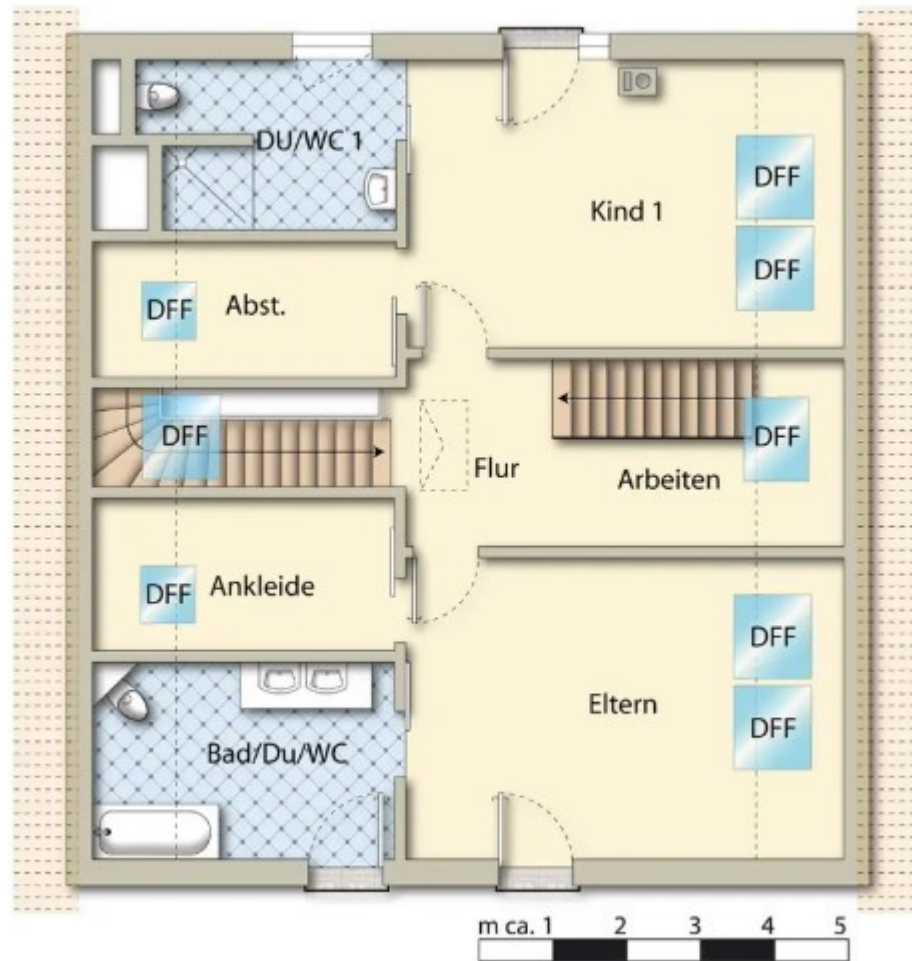 DU/WC 1
DFF
Kind 1
DFF
DFF
Abst.
DFF
DFF
Flur
Arbeiten
Ankleide
DFF
DFF
Eltern
DFF
Bad/Du/WC
m ca. 1 2 3 4 5